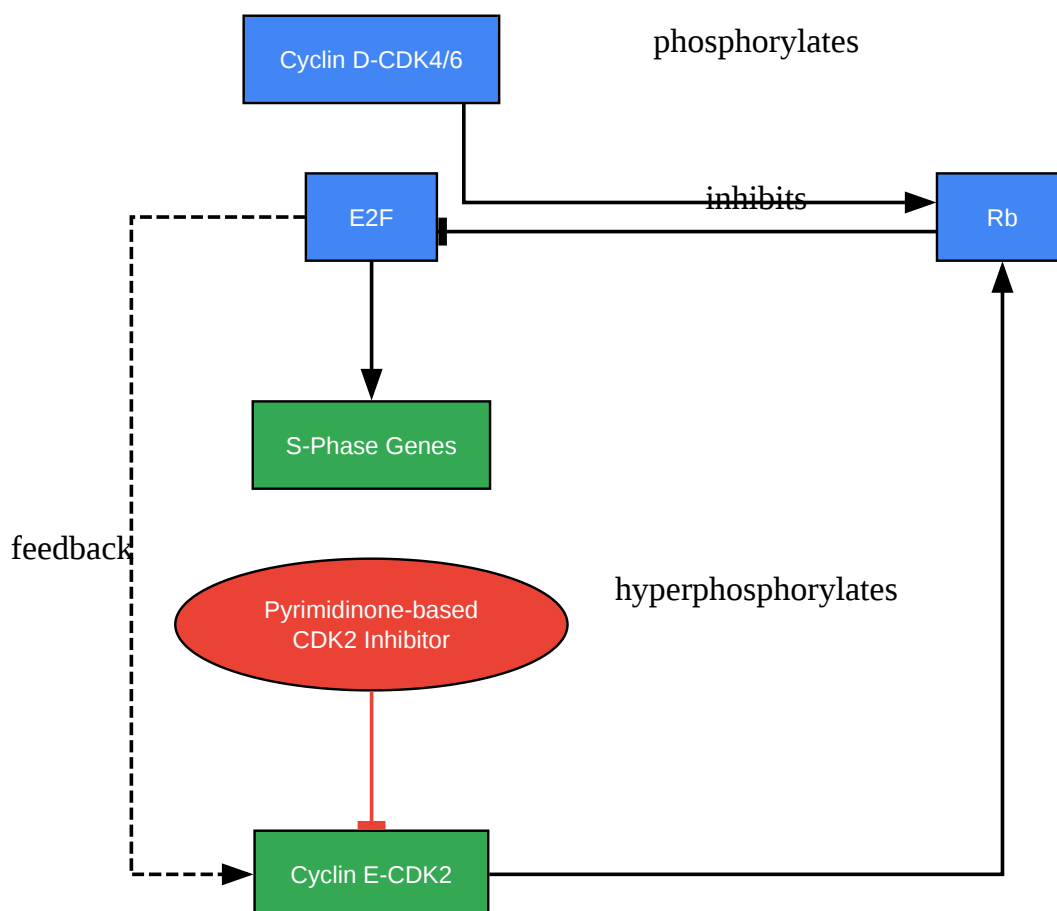 Cyclin D-CDK4/6
phosphorylates
inhibits
E2F
Rb
S-Phase Genes
feedback
Pyrimidinone-based
CDK2 Inhibitor
hyperphosphorylates
Cyclin E-CDK2